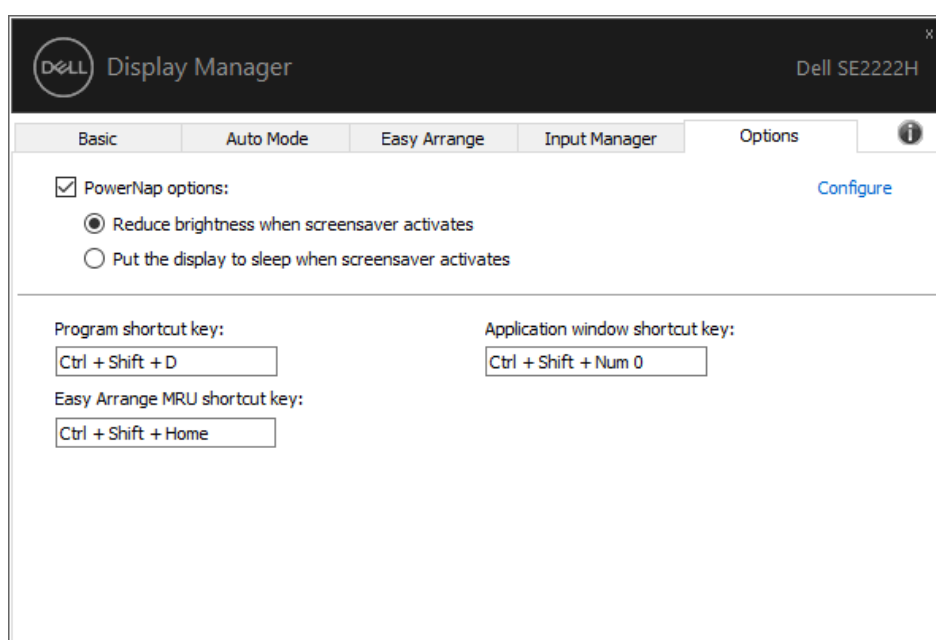 x
DELL Display Manager
Dell SE2222H
Basic
Auto Mode
Easy Arrange
Input Manager
Options
i
PowerNap options:
Configure
Reduce brightness when screensaver activates
Put the display to sleep when screensaver activates
Program shortcut key:
Application window shortcut key:
Ctrl + Shift + D
Ctrl + Shift + Num 0
Easy Arrange MRU shortcut key:
Ctrl + Shift + Home